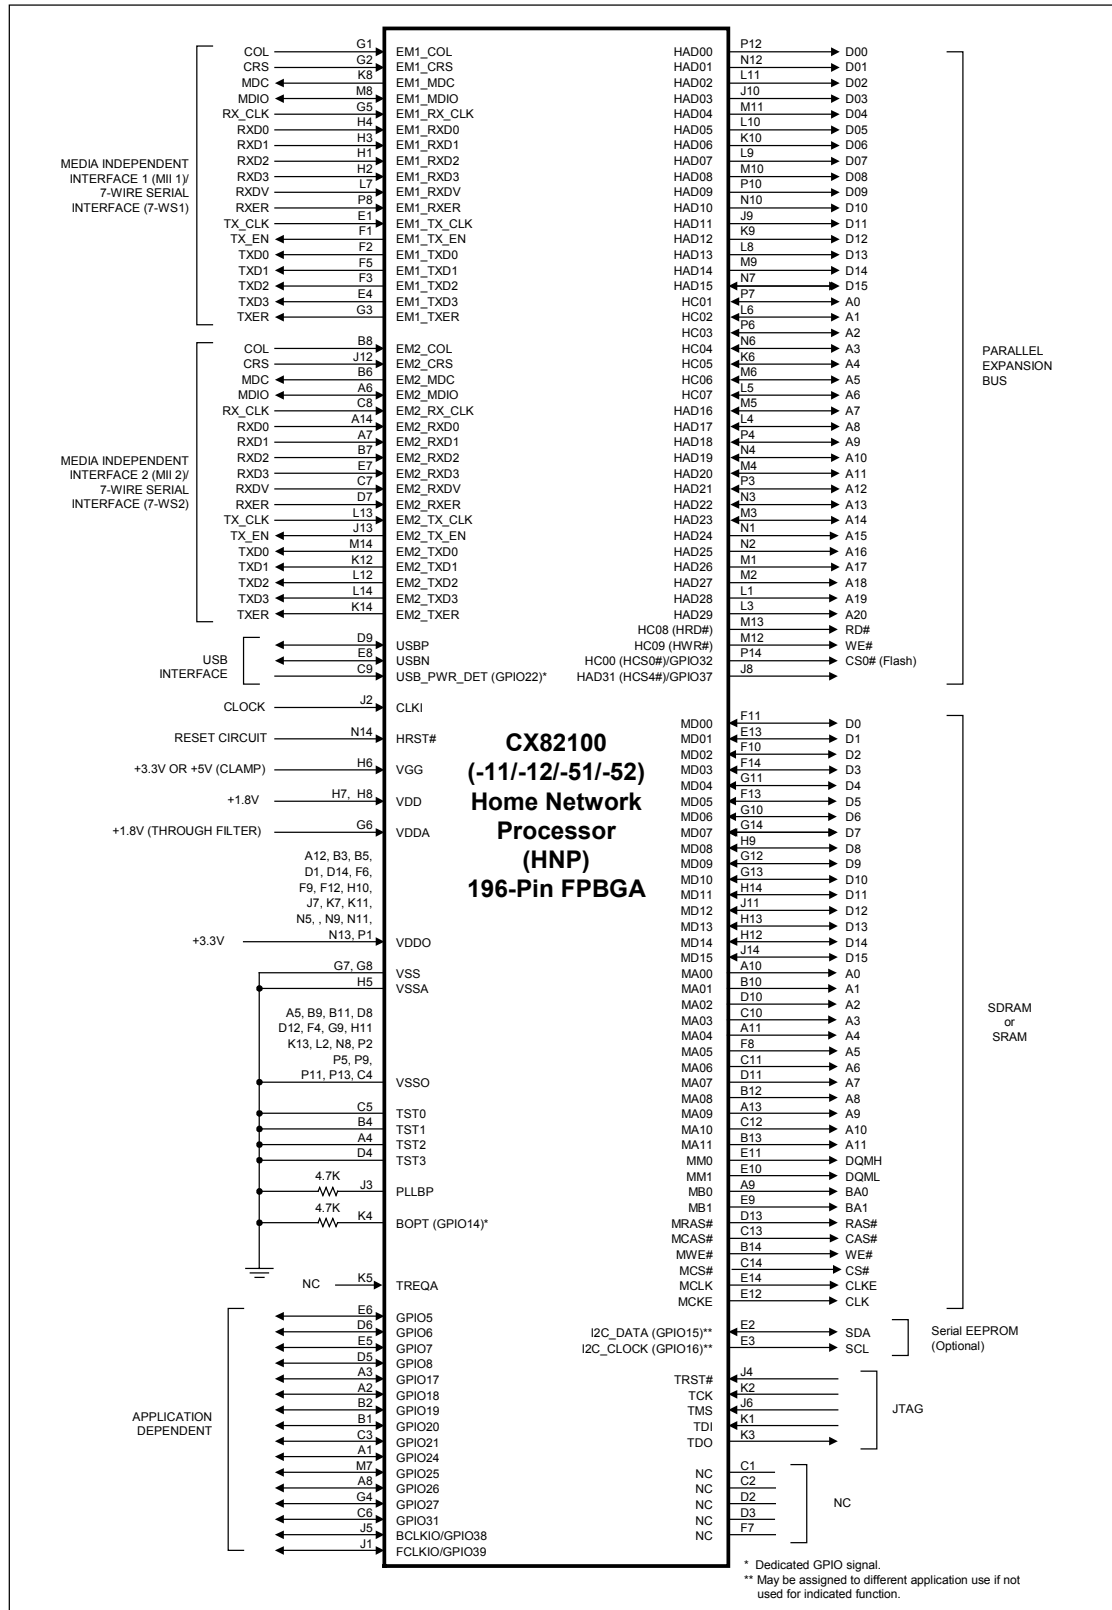 MEDIA INDEPENDENT
INTERFACE 1 (MII 1)/
7-WIRE SERIAL
INTERFACE (7-WS1)
COL G1 EM1_COL
CRS G2 EM1_CRS
MDC K8 EM1_MDC
MDIO M8 EM1_MDIO
RX_CLK G5 EM1_RX_CLK
RXD0 H4 EM1_RXD0
RXD1 H3 EM1_RXD1
RXD2 H1 EM1_RXD2
RXD3 H2 EM1_RXD3
RXDV L7 EM1_RXDV
RXER P8 EM1_RXER
TX_CLK E1 EM1_TX_CLK
TX_EN F1 EM1_TX_EN
TXD0 F2 EM1_TXD0
TXD1 F5 EM1_TXD1
TXD2 F3 EM1_TXD2
TXD3 E4 EM1_TXD3
TXER G3 EM1_TXER
MEDIA INDEPENDENT
INTERFACE 2 (MII 2)/
7-WIRE SERIAL
INTERFACE (7-WS2)
COL B8 EM2_COL
CRS J12 EM2_CRS
MDC B6 EM2_MDC
MDIO A6 EM2_MDIO
RX_CLK C8 EM2_RX_CLK
RXD0 A14 EM2_RXD0
RXD1 A7 EM2_RXD1
RXD2 B7 EM2_RXD2
RXD3 E7 EM2_RXD3
RXDV C7 EM2_RXDV
RXER D7 EM2_RXER
TX_CLK L13 EM2_TX_CLK
TX_EN J13 EM2_TX_EN
TXD0 M14 EM2_TXD0
TXD1 K12 EM2_TXD1
TXD2 L12 EM2_TXD2
TXD3 L14 EM2_TXD3
TXER K14 EM2_TXER
USB
INTERFACE
D9 USBP
E8 USBN
C9 USB_PWR_DET (GPIO22)*
CLOCK J2 CLKI
RESET CIRCUIT N14 HRST#
+3.3V OR +5V (CLAMP) H6 VGG
+1.8V H7, H8 VDD
+1.8V (THROUGH FILTER) G6 VDDA
A12, B3, B5,
D1, D14, F6,
F9, F12, H10,
J7, K7, K11,
N5, , N9, N11,
+3.3V N13, P1 VDDO
G7, G8 VSS
H5 VSSA
A5, B9, B11, D8
D12, F4, G9, H11
K13, L2, N8, P2
P5, P9,
P11, P13, C4 VSSO
C5 TST0
B4 TST1
A4 TST2
D4 TST3
4.7K J3 PLLBP
4.7K K4 BOPT (GPIO14)*
NC K5 TREQA
APPLICATION
DEPENDENT
E6 GPIO5
D6 GPIO6
E5 GPIO7
D5 GPIO8
A3 GPIO17
A2 GPIO18
B2 GPIO19
B1 GPIO20
C3 GPIO21
A1 GPIO24
M7 GPIO25
A8 GPIO26
G4 GPIO27
C6 GPIO31
J5 BCLKIO/GPIO38
J1 FCLKIO/GPIO39
CX82100
(-11/-12/-51/-52)
Home Network
Processor
(HNP)
196-Pin FPBGA
HAD00 P12 D00
HAD01 N12 D01
HAD02 L11 D02
HAD03 J10 D03
HAD04 M11 D04
HAD05 L10 D05
HAD06 K10 D06
HAD07 L9 D07
HAD08 M10 D08
HAD09 P10 D09
HAD10 N10 D10
HAD11 J9 D11
HAD12 K9 D12
HAD13 L8 D13
HAD14 M9 D14
HAD15 N7 D15
HC01 P7 A0
HC02 L6 A1
HC03 P6 A2
HC04 N6 A3
HC05 K6 A4
HC06 M6 A5
HC07 L5 A6
HAD16 M5 A7
HAD17 L4 A8
HAD18 P4 A9
HAD19 N4 A10
HAD20 M4 A11
HAD21 P3 A12
HAD22 N3 A13
HAD23 M3 A14
HAD24 N1 A15
HAD25 N2 A16
HAD26 M1 A17
HAD27 M2 A18
HAD28 L1 A19
HAD29 L3 A20
HC08 (HRD#) M13 RD#
HC09 (HWR#) M12 WE#
HC00 (HCS0#)/GPIO32 P14 CS0# (Flash)
HAD31 (HCS4#)/GPIO37 J8
PARALLEL
EXPANSION
BUS
MD00 F11 D0
MD01 E13 D1
MD02 F10 D2
MD03 F14 D3
MD04 G11 D4
MD05 F13 D5
MD06 G10 D6
MD07 G14 D7
MD08 H9 D8
MD09 G12 D9
MD10 G13 D10
MD11 H14 D11
MD12 J11 D12
MD13 H13 D13
MD14 H12 D14
MD15 J14 D15
MA00 A10 A0
MA01 B10 A1
MA02 D10 A2
MA03 C10 A3
MA04 A11 A4
MA05 F8 A5
MA06 C11 A6
MA07 D11 A7
MA08 B12 A8
MA09 A13 A9
MA10 C12 A10
MA11 B13 A11
MM0 E11 DQMH
MM1 E10 DQML
MB0 A9 BA0
MB1 E9 BA1
MRAS# D13 RAS#
MCAS# C13 CAS#
MWE# B14 WE#
MCS# C14 CS#
MCLK E14 CLKE
MCKE E12 CLK
SDRAM
or
SRAM
I2C_DATA (GPIO15)** E2 SDA
I2C_CLOCK (GPIO16)** E3 SCL
Serial EEPROM
(Optional)
TRST# J4
TCK K2
TMS J6
TDI K1
TDO K3
JTAG
NC C1
NC C2
NC D2
NC D3
NC F7
NC
* Dedicated GPIO signal.
** May be assigned to different application use if not
used for indicated function.